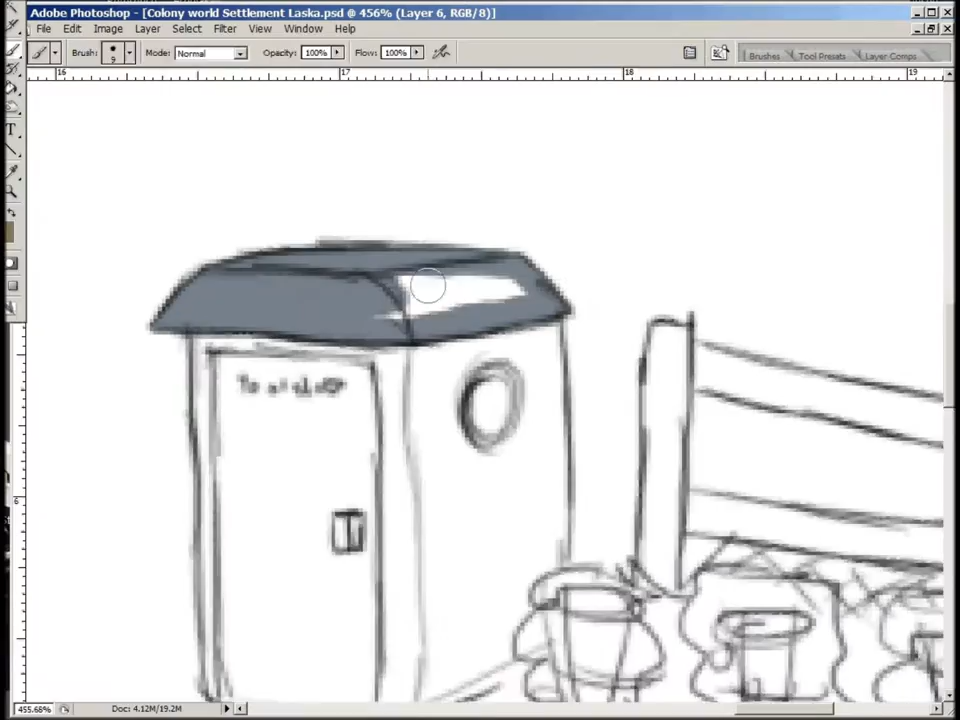 Adobe Photoshop - [Colony world Settlement Laska.psd @ 456% (Layer 6, RGB/8)]
File Edit Image Layer Select Filter View Window Help
Brush: 9 Mode: Normal Opacity: 100% Flow: 100% Brushes Tool Presets Layer Comps
16 17 18 19
6
455.68% Doc: 4.12M/19.2M